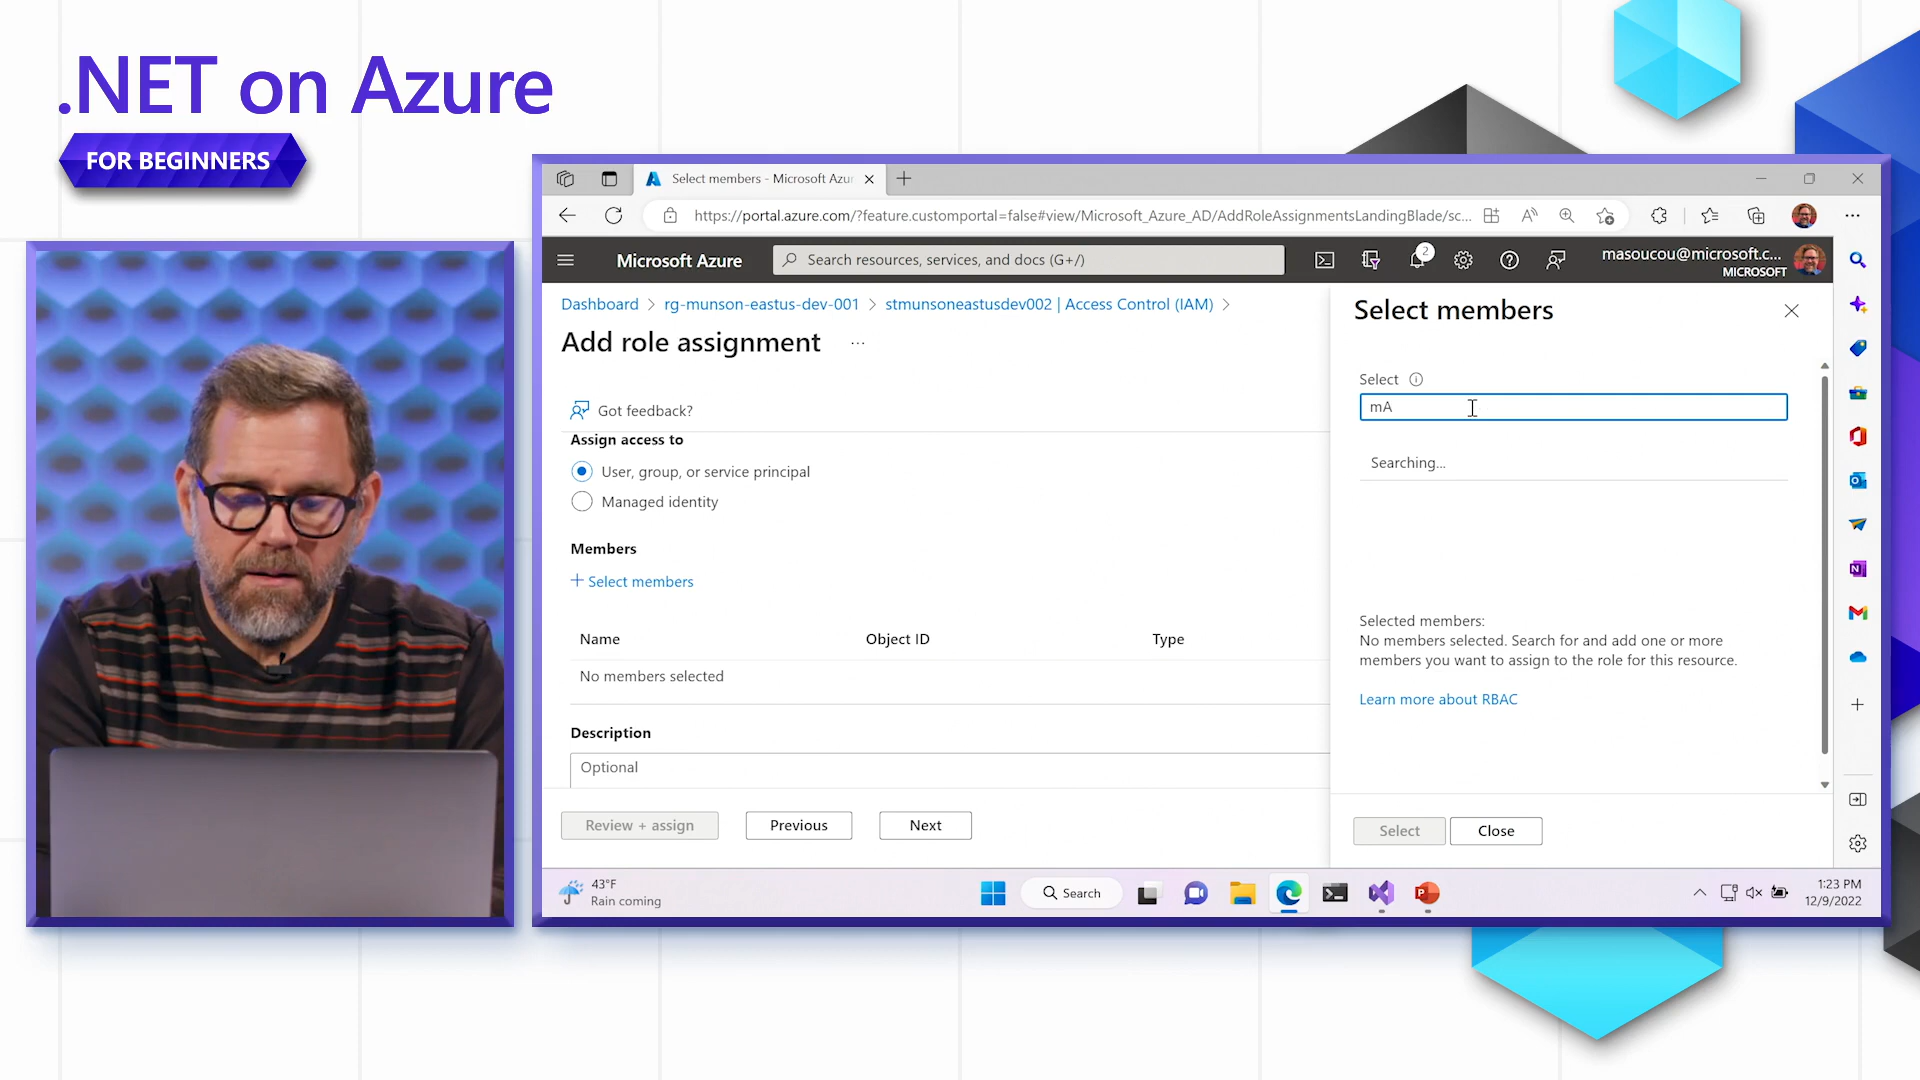 .NET on Azure
FOR BEGINNERS
Select members - Microsoft Azur
https://portal.azure.com/?feature.customportal=false#view/Microsoft_Azure_AD/AddRoleAssignmentsLandingBlade/sc...
Microsoft Azure
Search resources, services, and docs (G+/)
2
masoucou@microsoft.c...
MICROSOFT
Dashboard > rg-munson-eastus-dev-001 > stmunsoneastusdev002 | Access Control (IAM) >
Add role assignment ...
Got feedback?
Assign access to
User, group, or service principal
Managed identity
Members
+ Select members
Name Object ID Type
No members selected
Description
Optional
Review + assign Previous Next
Select members
Select
mA
Searching...
Selected members:
No members selected. Search for and add one or more
members you want to assign to the role for this resource.
Learn more about RBAC
Select Close
43°F
Rain coming
Search
1:23 PM
12/9/2022